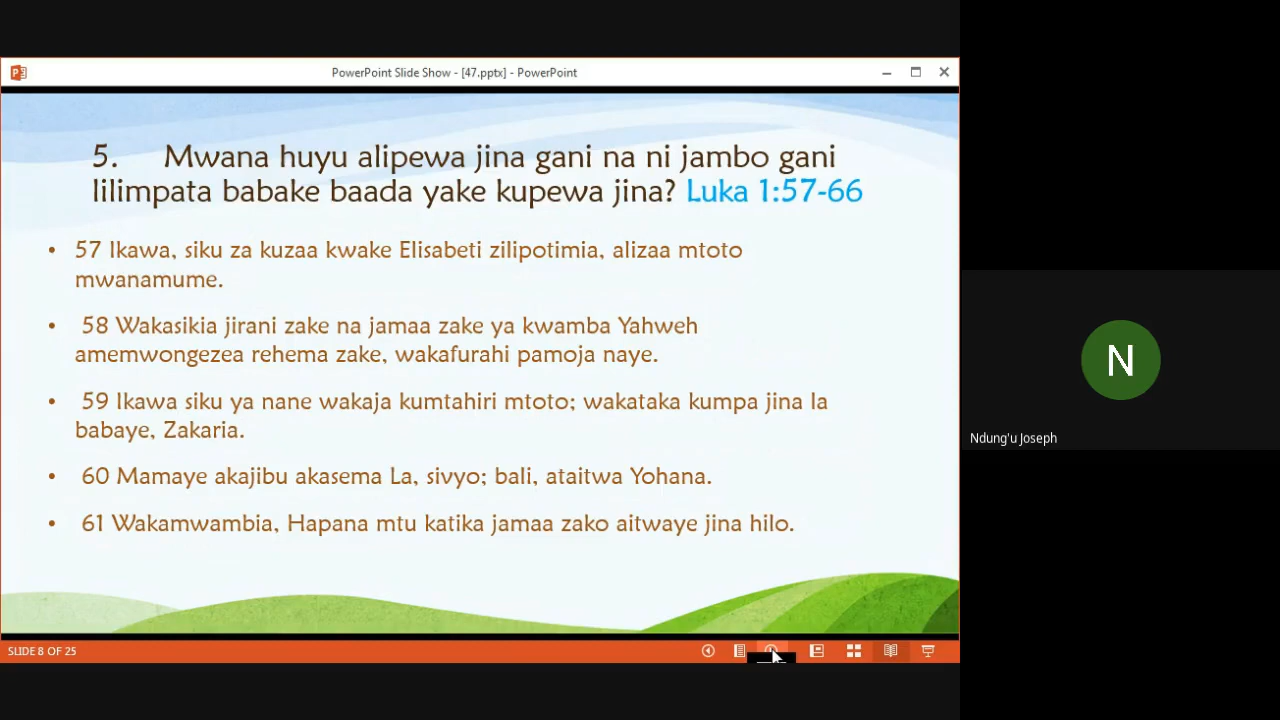 PowerPoint Slide Show - [47.pptx] - PowerPoint
5. Mwana huyu alipewa jina gani na ni jambo gani
lilimpata babake baada yake kupewa jina? Luka 1:57-66
• 57 Ikawa, siku za kuzaa kwake Elisabeti zilipotimia, alizaa mtoto
mwanamume.
• 58 Wakasikia jirani zake na jamaa zake ya kwamba Yahweh
amemwongezea rehema zake, wakafurahi pamoja naye.
• 59 Ikawa siku ya nane wakaja kumtahiri mtoto; wakataka kumpa jina la
babaye, Zakaria.
• 60 Mamaye akajibu akasema La, sivyo; bali, ataitwa Yohana.
• 61 Wakamwambia, Hapana mtu katika jamaa zako aitwaye jina hilo.
SLIDE 8 OF 25
N
Ndung'u Joseph